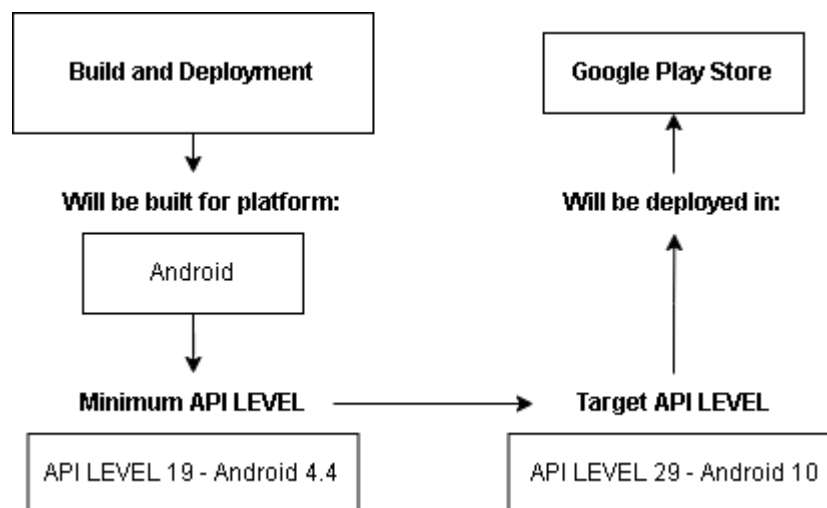 Build and Deployment
Will be built for platform:
Android
Minimum API LEVEL
API LEVEL 19 - Android 4.4
Target API LEVEL
API LEVEL 29 - Android 10
Will be deployed in:
Google Play Store